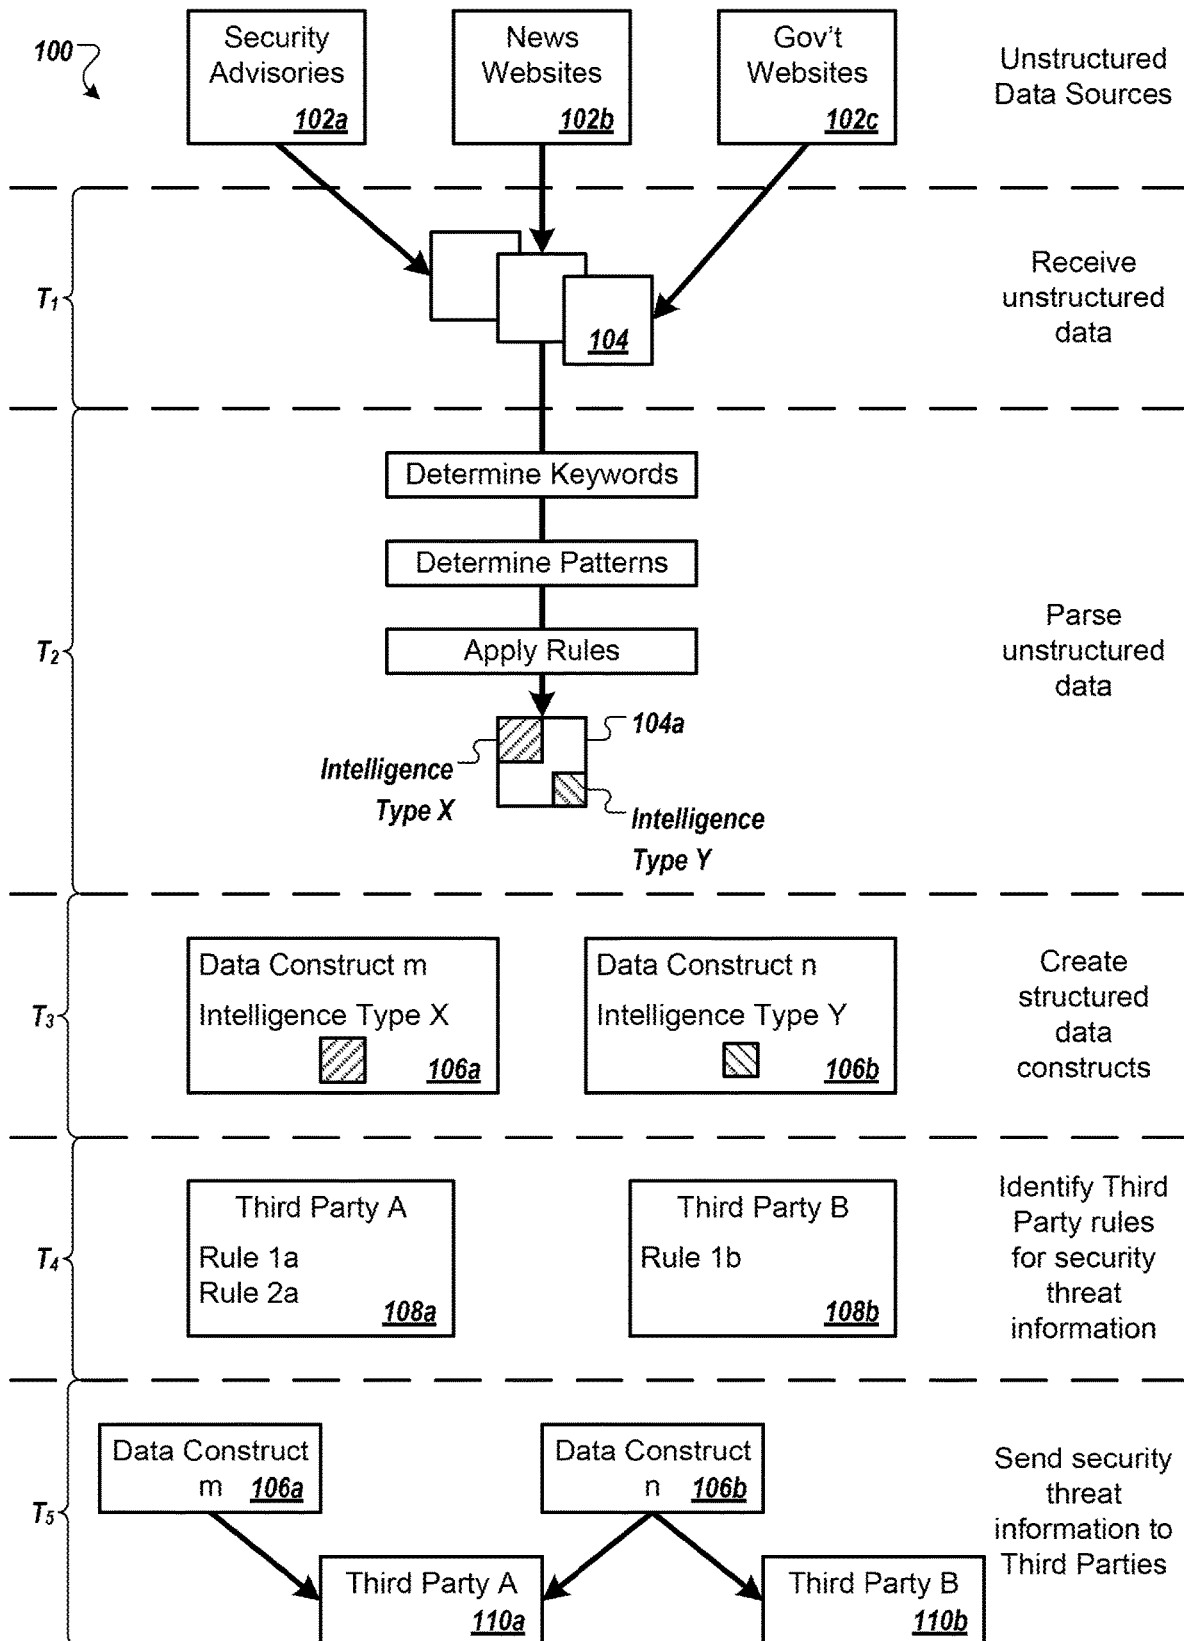 100
Security
Advisories
102a
News
Websites
102b
Gov't
Websites
102c
Unstructured
Data Sources
T1
104
Receive
unstructured
data
T2
Determine Keywords
Determine Patterns
Apply Rules
104a
Intelligence
Type X
Intelligence
Type Y
Parse
unstructured
data
T3
Data Construct m
Intelligence Type X
106a
Data Construct n
Intelligence Type Y
106b
Create
structured
data
constructs
T4
Third Party A
Rule 1a
Rule 2a
108a
Third Party B
Rule 1b
108b
Identify Third
Party rules
for security
threat
information
T5
Data Construct
m 106a
Data Construct
n 106b
Third Party A
110a
Third Party B
110b
Send security
threat
information to
Third Parties